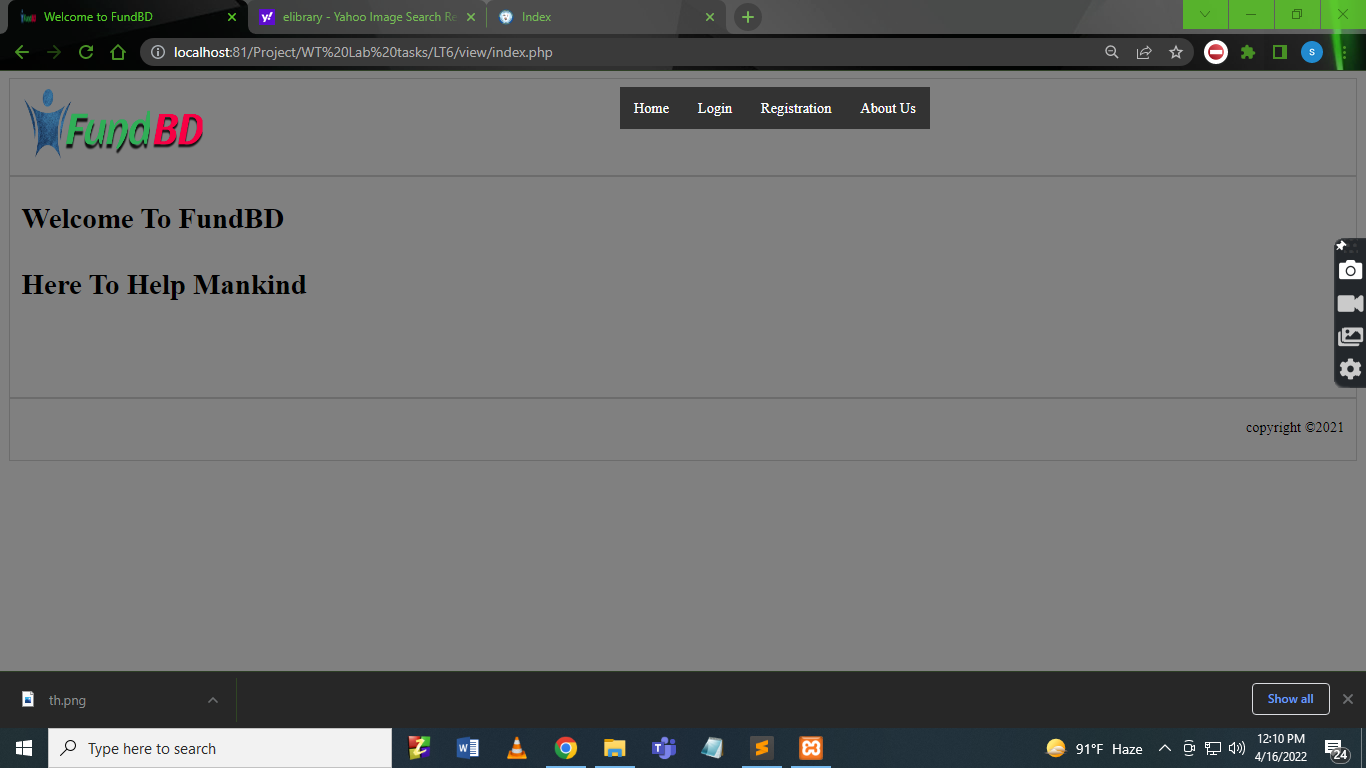 Welcome to FundBD
elibrary - Yahoo Image Search Re
Index
localhost:81/Project/WT%20Lab%20tasks/LT6/view/index.php
S
FundBD
Home Login Registration About Us
Welcome To FundBD
Here To Help Mankind
copyright ©2021
th.png
Show all
Type here to search
91°F Haze
12:10 PM
4/16/2022
24